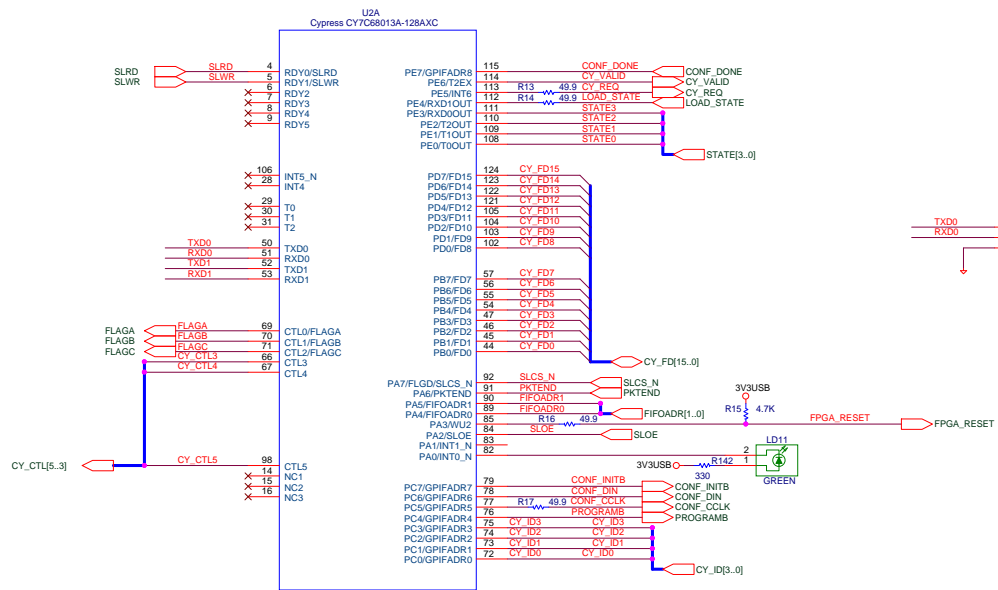 U2A
Cypress CY7C68013A-128AXC
SLRD SLRD 4 RDY0/SLRD
SLWR SLWR 5 RDY1/SLWR
6 RDY2
7 RDY3
8 RDY4
9 RDY5
106 INT5_N
28 INT4
29 T0
30 T1
31 T2
TXD0 50 TXD0
RXD0 51 RXD0
TXD1 52 TXD1
RXD1 53 RXD1
FLAGA FLAGA 69 CTL0/FLAGA
FLAGB FLAGB 70 CTL1/FLAGB
FLAGC FLAGC 71 CTL2/FLAGC
CY_CTL3 66 CTL3
CY_CTL4 67 CTL4
CY_CTL[5..3] CY_CTL5 98 CTL5
14 NC1
15 NC2
16 NC3
PE7/GPIFADR8 115 CONF_DONE CONF_DONE
PE6/T2EX 114 CY_VALID CY_VALID
PE5/INT6 113 R13 49.9 CY_REQ CY_REQ
PE4/RXD1OUT 112 R14 49.9 LOAD_STATE LOAD_STATE
PE3/RXD0OUT 111 STATE3
PE2/T2OUT 110 STATE2
PE1/T1OUT 109 STATE1
PE0/T0OUT 108 STATE0
STATE[3..0]
PD7/FD15 124 CY_FD15
PD6/FD14 123 CY_FD14
PD5/FD13 122 CY_FD13
PD4/FD12 121 CY_FD12
PD3/FD11 105 CY_FD11
PD2/FD10 104 CY_FD10
PD1/FD9 103 CY_FD9
PD0/FD8 102 CY_FD8
PB7/FD7 57 CY_FD7
PB6/FD6 56 CY_FD6
PB5/FD5 55 CY_FD5
PB4/FD4 54 CY_FD4
PB3/FD3 47 CY_FD3
PB2/FD2 46 CY_FD2
PB1/FD1 45 CY_FD1
PB0/FD0 44 CY_FD0
CY_FD[15..0]
PA7/FLGD/SLCS_N 92 SLCS_N SLCS_N
PA6/PKTEND 91 PKTEND PKTEND
PA5/FIFOADR1 90 FIFOADR1
PA4/FIFOADR0 89 FIFOADR0 FIFOADR[1..0]
PA3/WU2 85 R16 49.9 FPGA_RESET FPGA_RESET
3V3USB
R15 4.7K
PA2/SLOE 84 SLOE SLOE
PA1/INT1_N 83
PA0/INT0_N 82
LD11
2
1
3V3USB R142
330
GREEN
PC7/GPIFADR7 79 CONF_INITB CONF_INITB
PC6/GPIFADR6 78 CONF_DIN CONF_DIN
PC5/GPIFADR5 77 R17 49.9 CONF_CCLK CONF_CCLK
PC4/GPIFADR4 76 PROGRAMB PROGRAMB
PC3/GPIFADR3 75 CY_ID3 CY_ID3
PC2/GPIFADR2 74 CY_ID2 CY_ID2
PC1/GPIFADR1 73 CY_ID1 CY_ID1
PC0/GPIFADR0 72 CY_ID0 CY_ID0
CY_ID[3..0]
TXD0
RXD0